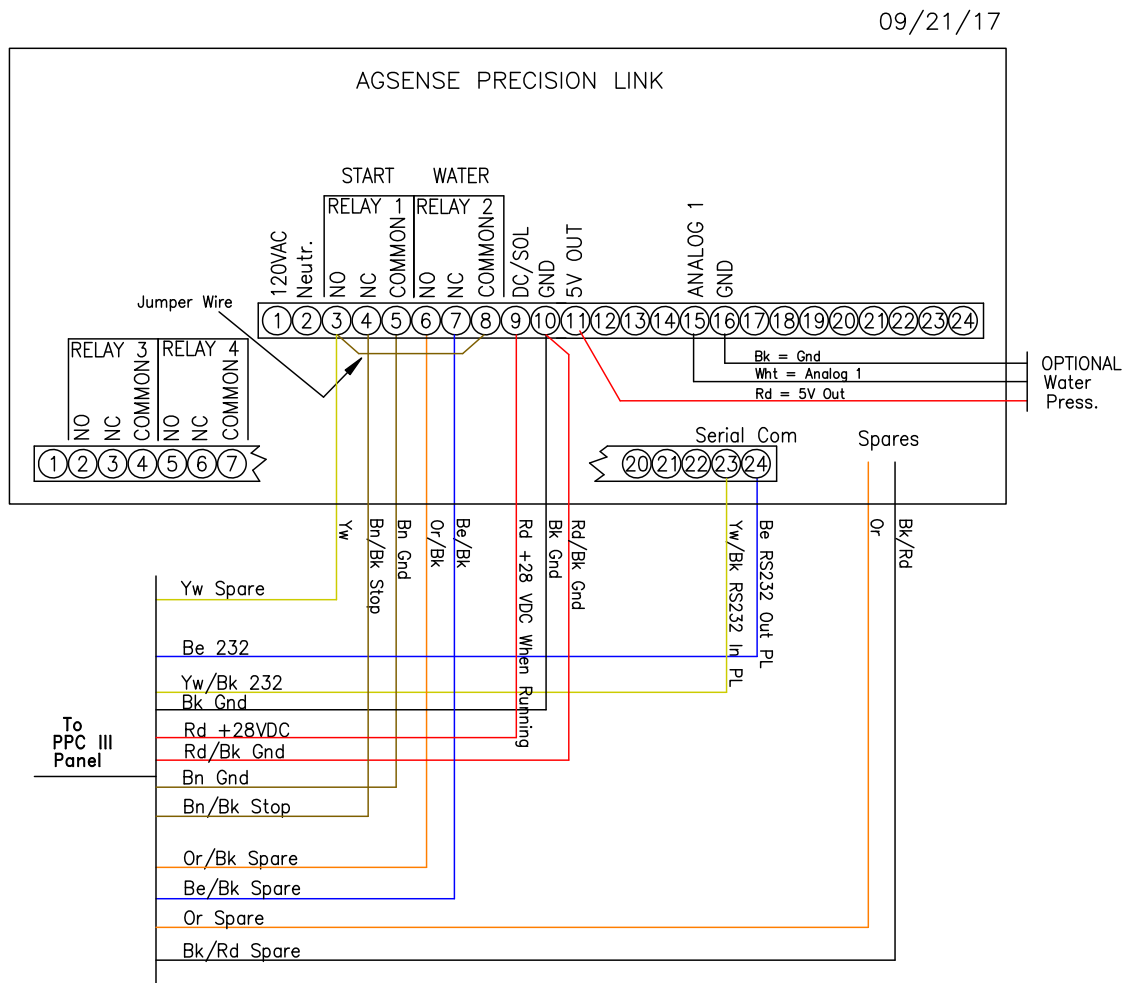 09/21/17
AGSENSE PRECISION LINK
START WATER
RELAY 1 RELAY 2
120VAC
Neutr.
NO
NC
COMMON
NO
NC
COMMON
DC/SOL
GND
5V OUT
ANALOG 1
GND
Jumper Wire
1 2 3 4 5 6 7 8 9 10 11 12 13 14 15 16 17 18 19 20 21 22 23 24
RELAY 3 RELAY 4
NO
NC
COMMON
NO
NC
COMMON
1 2 3 4 5 6 7
Bk = Gnd
Wht = Analog 1
Rd = 5V Out
OPTIONAL
Water
Press.
Serial Com
20 21 22 23 24
Spares
Yw
Bn/Bk Stop
Bn Gnd
Or/Bk
Be/Bk
Rd +28 VDC When Running
Bk Gnd
Rd/Bk Gnd
Yw/Bk RS232 In PL
Be RS232 Out PL
Or
Bk/Rd
Yw Spare
Be 232
Yw/Bk 232
Bk Gnd
Rd +28VDC
Rd/Bk Gnd
Bn Gnd
Bn/Bk Stop
Or/Bk Spare
Be/Bk Spare
Or Spare
Bk/Rd Spare
To
PPC III
Panel